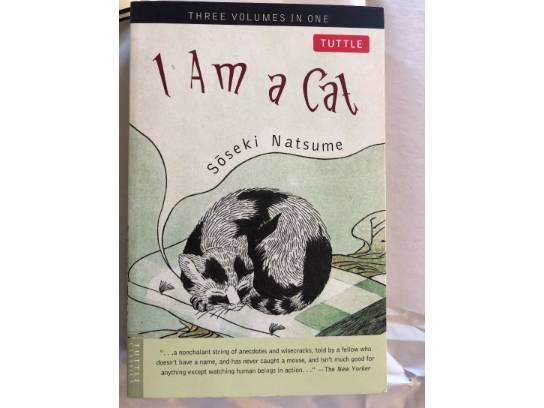 THREE VOLUMES IN ONE
TUTTLE
I Am a Cat
Sōseki Natsume
". . .a nonchalant string of anecdotes and wisecracks, told by a fellow who
doesn't have a name, and has never caught a mouse, and isn't much good for
anything except watching human beings in action. . ." —The New Yorker